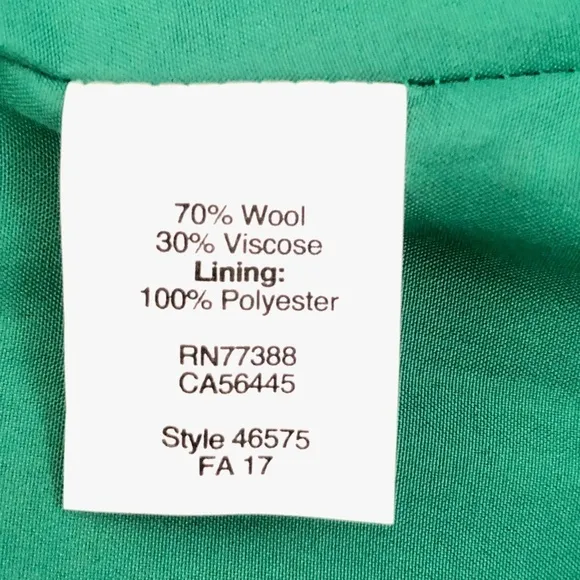 70% Wool
30% Viscose
Lining:
100% Polyester
RN77388
CA56445
Style 46575
FA 17